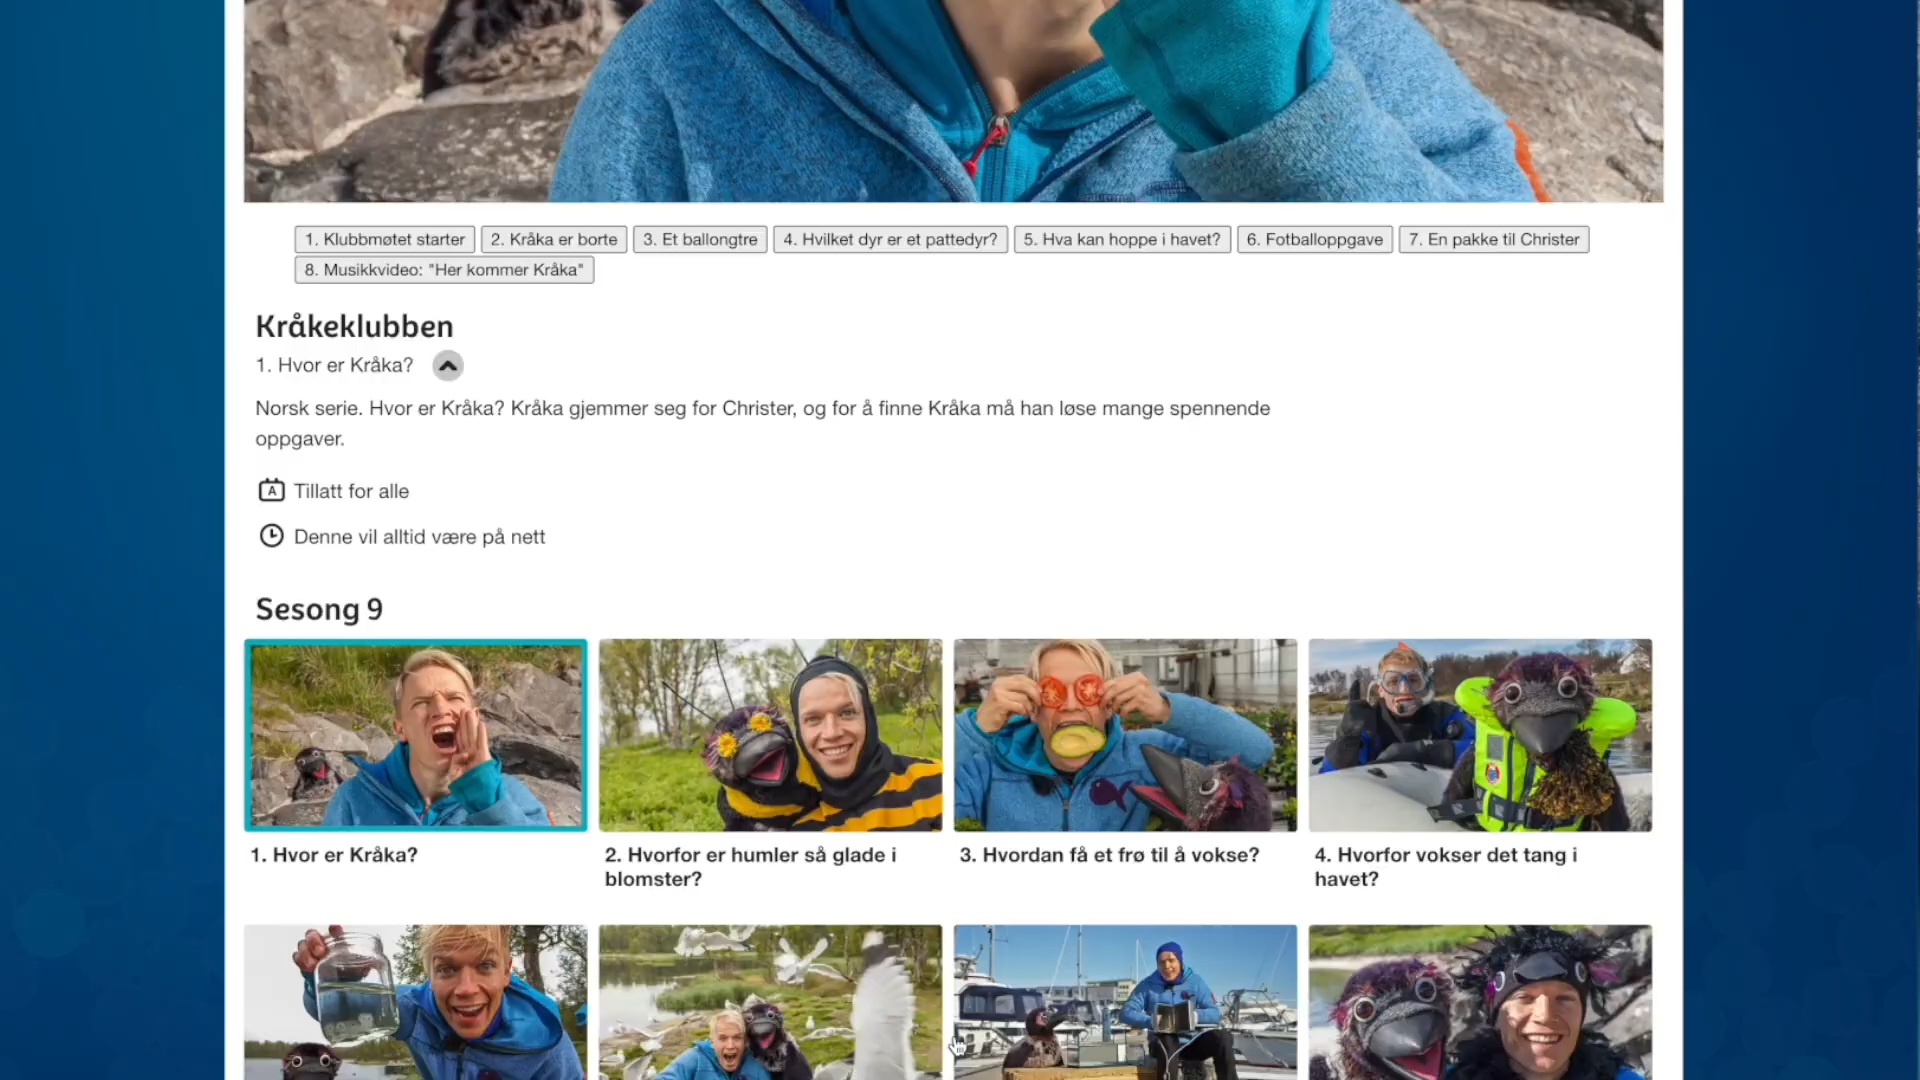 1. Klubbmøtet starter
2. Kråka er borte
3. Et ballongtre
4. Hvilket dyr er et pattedyr?
5. Hva kan hoppe i havet?
6. Fotballoppgave
7. En pakke til Christer
8. Musikkvideo: "Her kommer Kråka"
Kråkeklubben
1. Hvor er Kråka?
Norsk serie. Hvor er Kråka? Kråka gjemmer seg for Christer, og for å finne Kråka må han løse mange spennende
oppgaver.
A Tillatt for alle
Denne vil alltid være på nett
Sesong 9
1. Hvor er Kråka?
2. Hvorfor er humler så glade i
blomster?
3. Hvordan få et frø til å vokse?
4. Hvorfor vokser det tang i
havet?